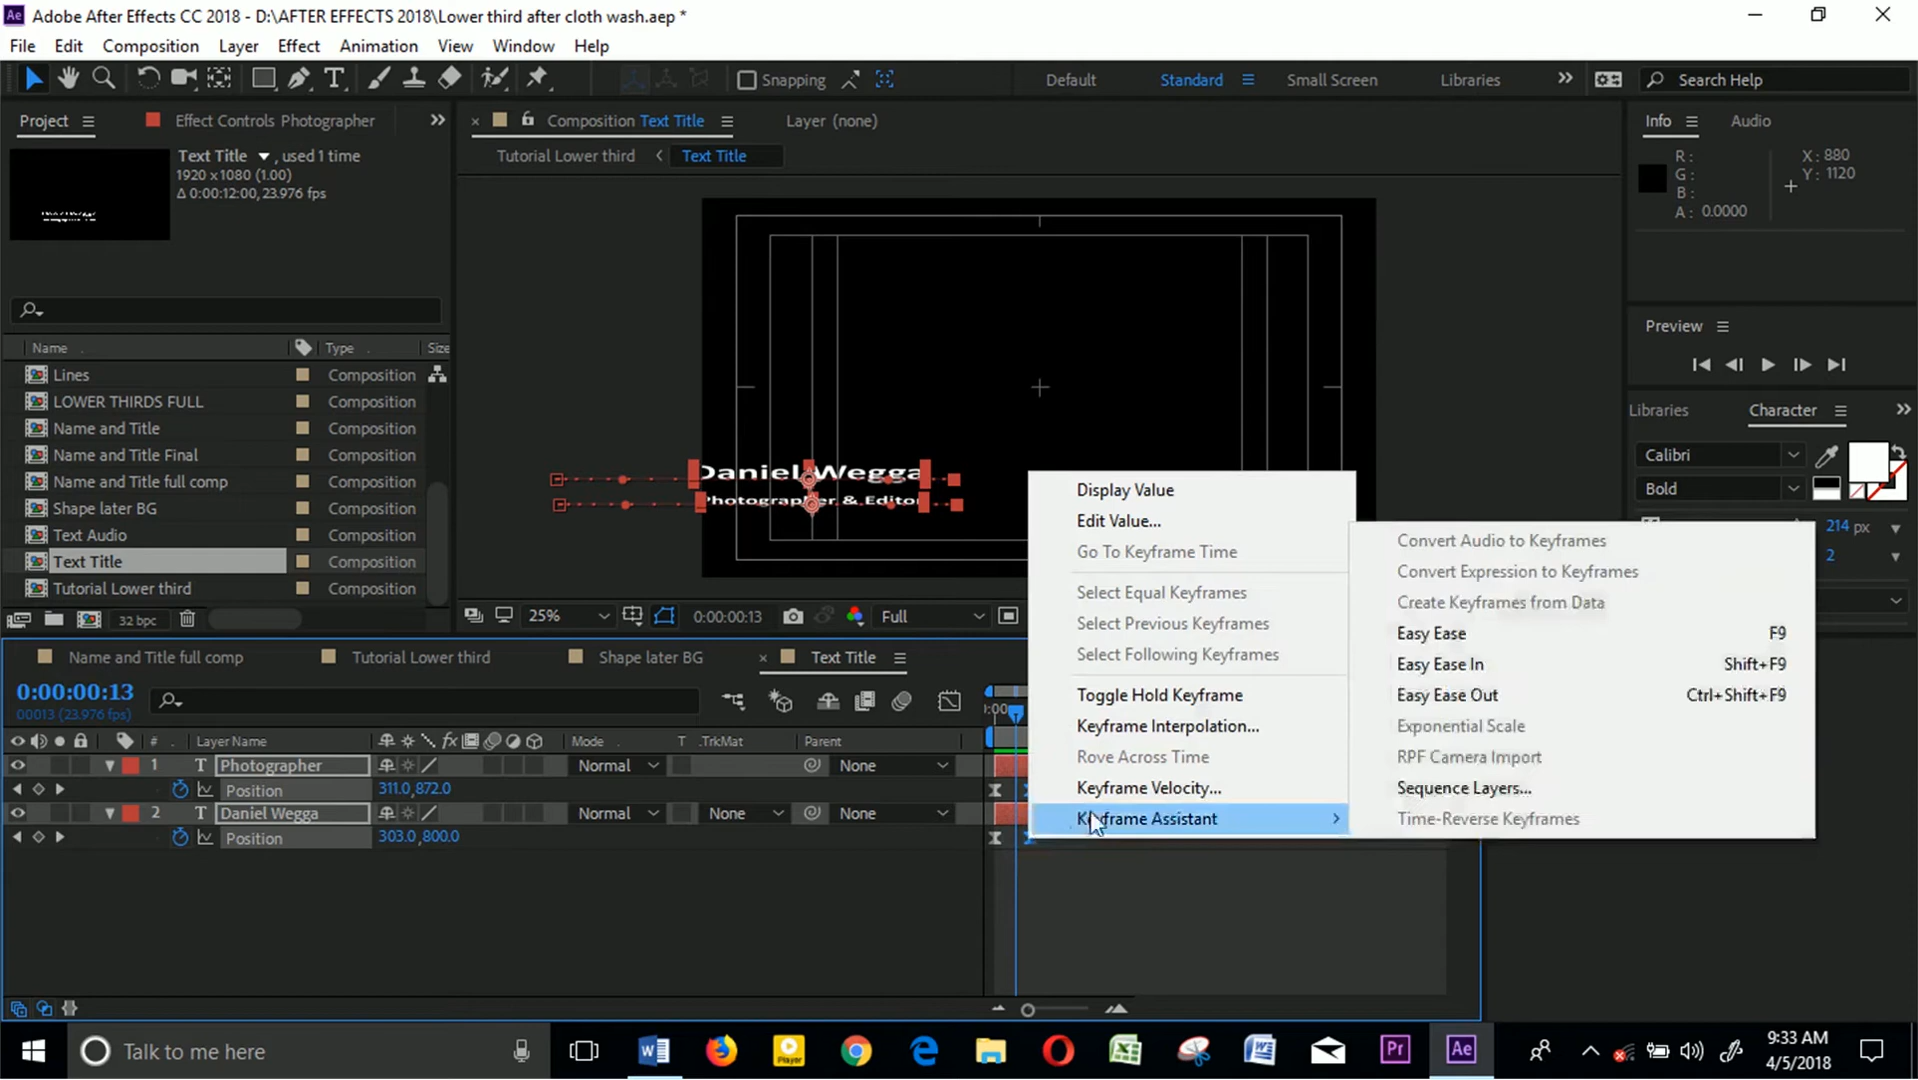 Adobe After Effects CC 2018 - D:\AFTER EFFECTS 2018\Lower third after cloth wash.aep *
File Edit Composition Layer Effect Animation View Window Help
Snapping Default Standard Small Screen Libraries Search Help
Project Effect Controls Photographer
Composition Text Title Layer (none)
Info Audio
Text Title , used 1 time
1920 x 1080 (1.00)
Δ 0:00:12:00, 23.976 fps
Tutorial Lower third Text Title
R :
G :
B :
A : 0.0000
X : 880
Y : 1120
Preview
Name Type Size
Lines Composition
LOWER THIRDS FULL Composition
Name and Title Composition
Name and Title Final Composition
Name and Title full comp Composition
Shape later BG Composition
Text Audio Composition
Text Title Composition
Tutorial Lower third Composition
32 bpc
Daniel Wegga
Photographer & Editor
25% 0:00:00:13 Full
Libraries Character
Calibri
Bold
214 px
2
Display Value
Edit Value...
Go To Keyframe Time
Select Equal Keyframes
Select Previous Keyframes
Select Following Keyframes
Toggle Hold Keyframe
Keyframe Interpolation...
Rove Across Time
Keyframe Velocity...
Keyframe Assistant
Convert Audio to Keyframes
Convert Expression to Keyframes
Create Keyframes from Data
Easy Ease F9
Easy Ease In Shift+F9
Easy Ease Out Ctrl+Shift+F9
Exponential Scale
RPF Camera Import
Sequence Layers...
Time-Reverse Keyframes
Name and Title full comp Tutorial Lower third Shape later BG Text Title
0:00:00:13
00013 (23.976 fps)
# Layer Name Mode T .TrkMat Parent
1 T Photographer Normal None
Position 311.0,872.0
2 T Daniel Wegga Normal None None
Position 303.0,800.0
Talk to me here
Player
Pr
Ae
9:33 AM
4/5/2018